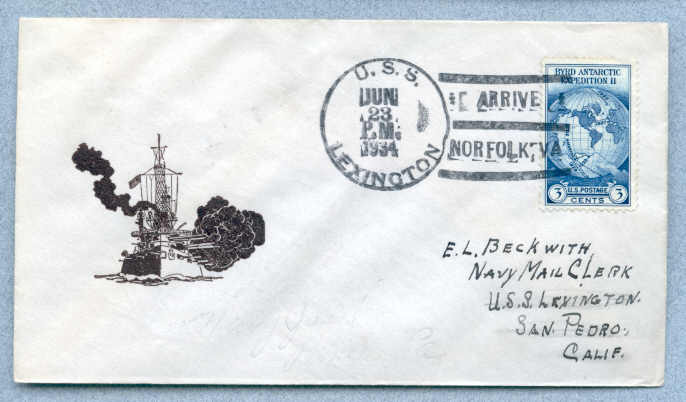 U.S.S.
JUN
23
P.M.
1934
LEXINGTON
ARRIVE
NORFOLK, VA
BYRD ANTARCTIC
EXPEDITION II
3 U.S. POSTAGE 3
CENTS
E.L. BECKWITH
NAVY MAIL CLERK
U.S.S. LEXINGTON.
SAN PEDRO.
CALIF.